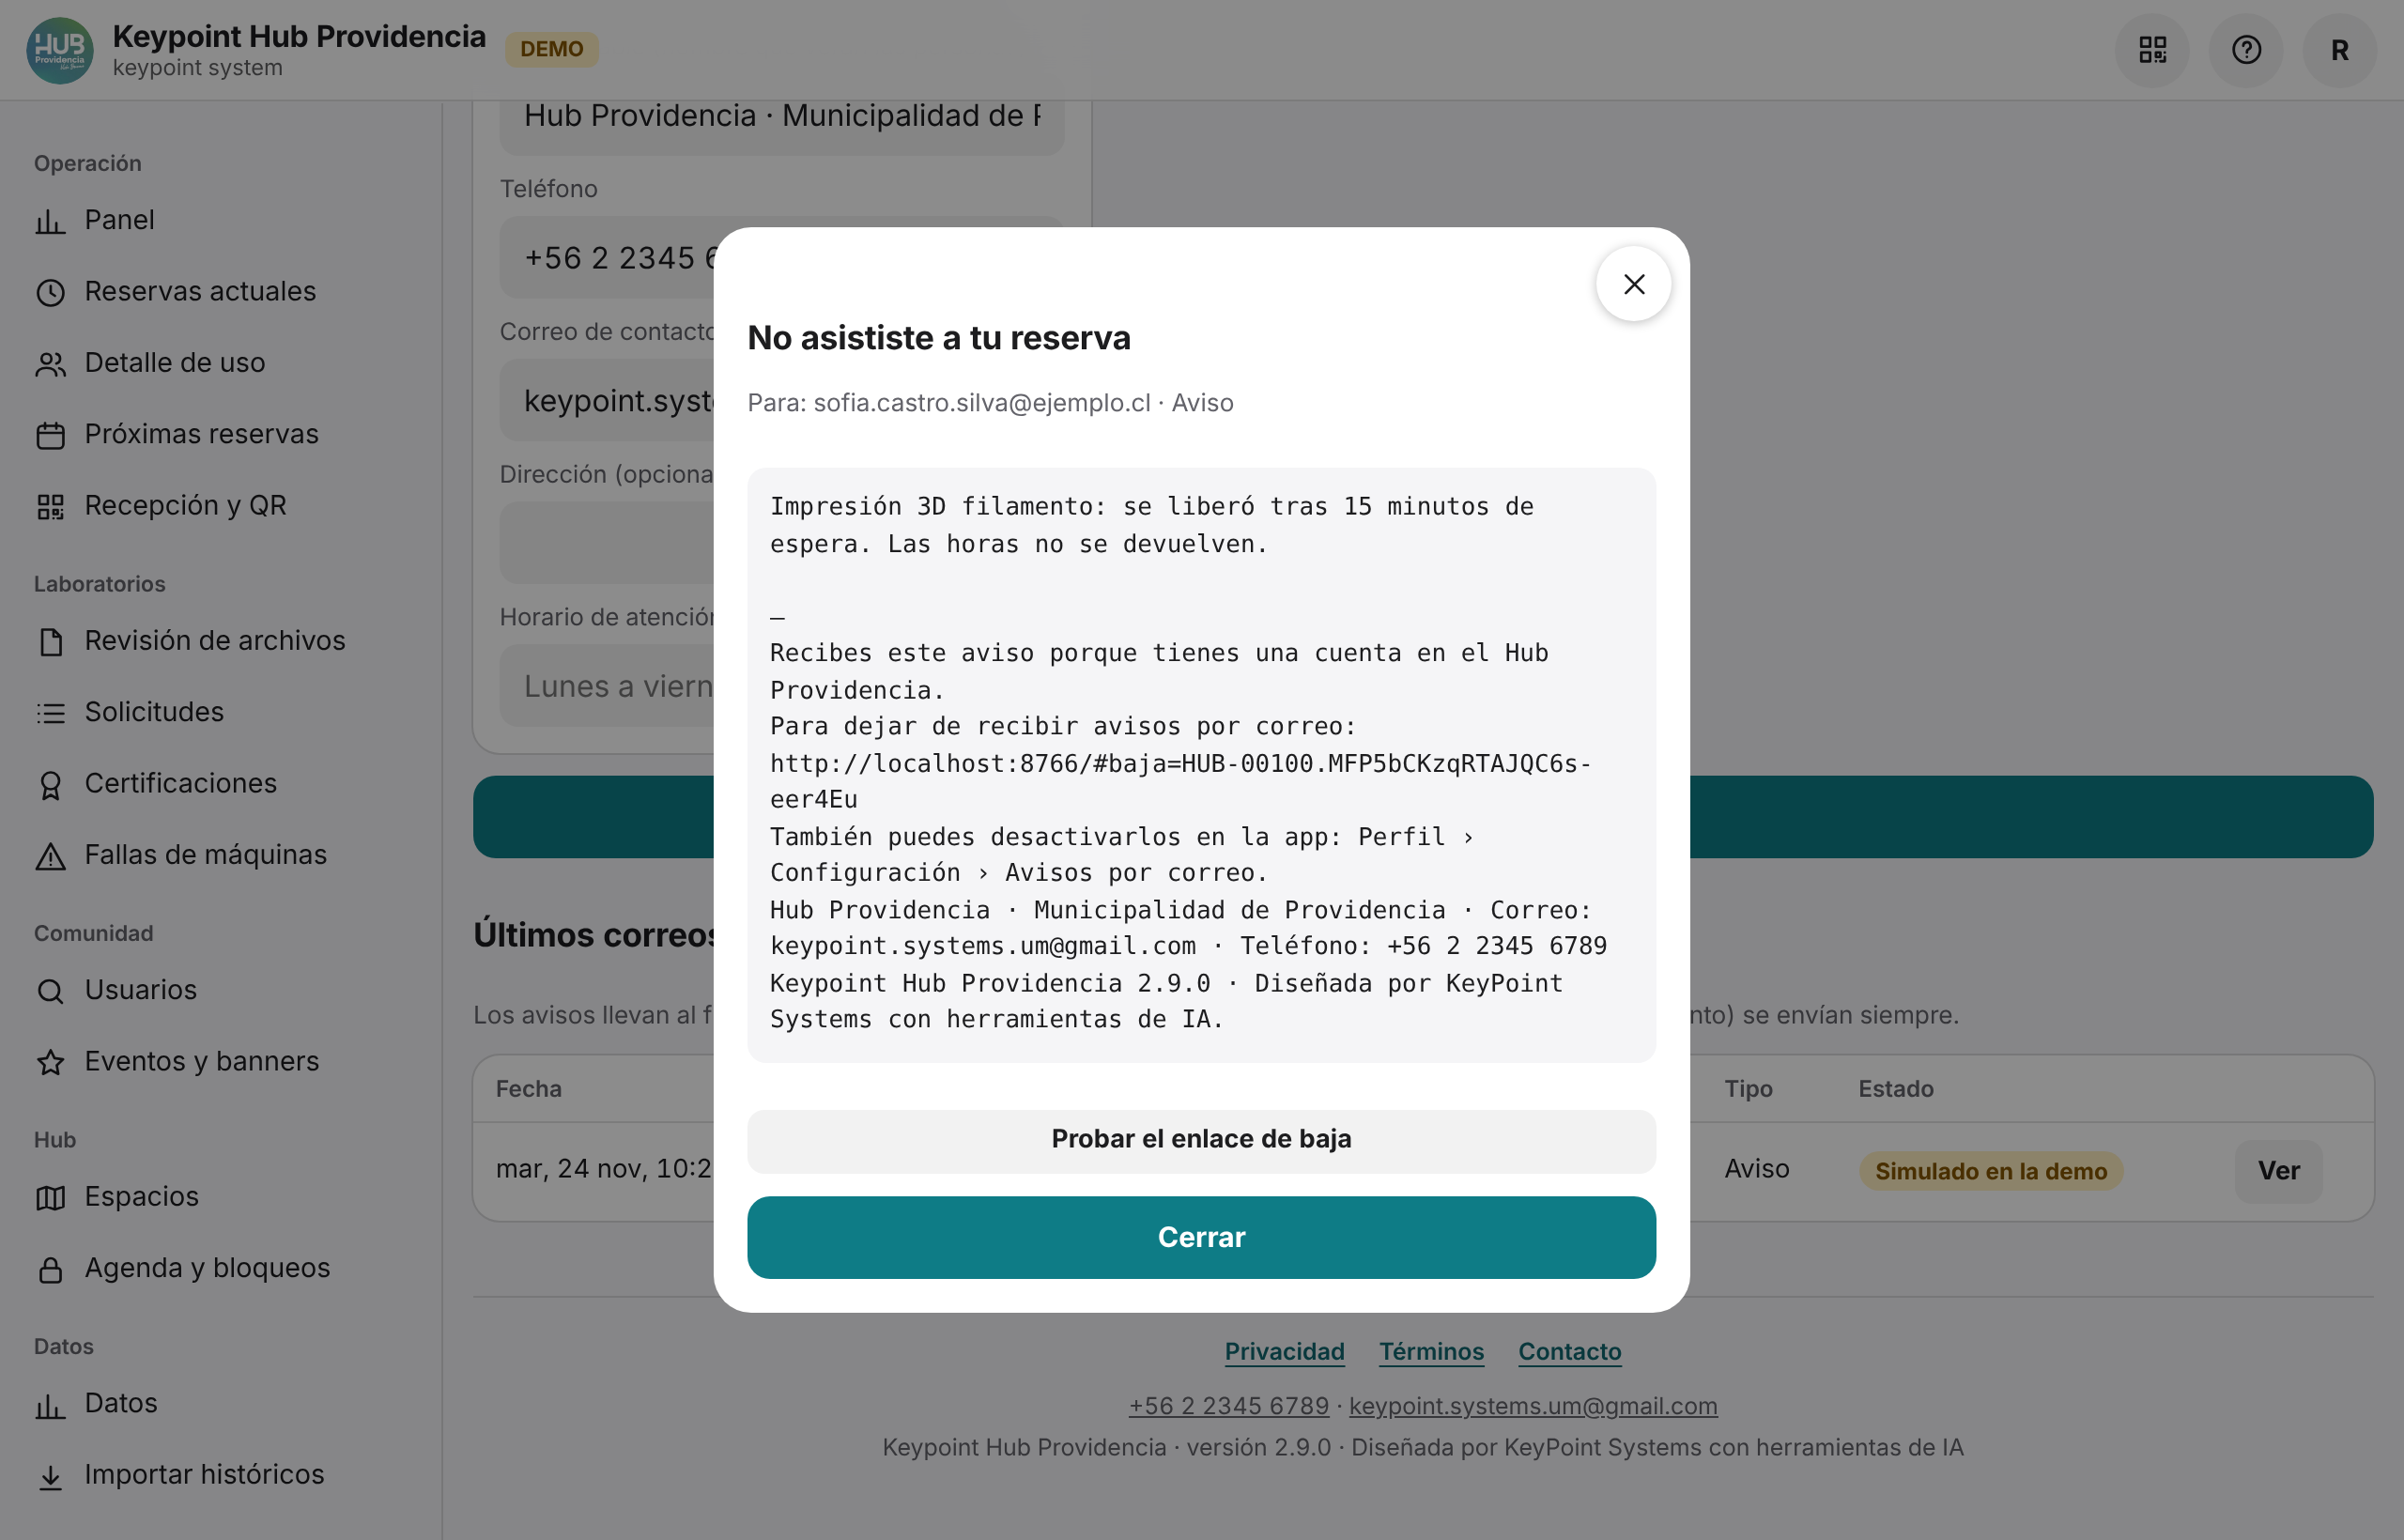 HUB
Providencia
Keypoint Hub Providencia
keypoint system
DEMO
R
Operación
Panel
Reservas actuales
Detalle de uso
Próximas reservas
Recepción y QR
Laboratorios
Revisión de archivos
Solicitudes
Certificaciones
Fallas de máquinas
Comunidad
Usuarios
Eventos y banners
Hub
Espacios
Agenda y bloqueos
Datos
Datos
Importar históricos
Hub Providencia · Municipalidad de
Teléfono
+56 2 2345
Correo de contacto
Dirección
Horario de atención
Lunes a
Últimos correos
Los avisos llevan al
se envían siempre.
Fecha
Tipo
Estado
mar, 24 nov,
Aviso
Simulado en la demo
Ver
No asististe a tu reserva
Para: sofia.castro.silva@ejemplo.cl · Aviso
Impresión 3D filamento: se liberó tras 15 minutos de
espera. Las horas no se devuelven.
—
Recibes este aviso porque tienes una cuenta en el Hub
Providencia.
Para dejar de recibir avisos por correo:
http://localhost:8766/#baja=HUB-00100.MFP5bCKzqRTAJQC6s-
eer4Eu
También puedes desactivarlos en la app: Perfil ›
Configuración › Avisos por correo.
Hub Providencia · Municipalidad de Providencia · Correo:
keypoint.systems.um@gmail.com · Teléfono: +56 2 2345 6789
Keypoint Hub Providencia 2.9.0 · Diseñada por KeyPoint
Systems con herramientas de IA.
Probar el enlace de baja
Cerrar
Privacidad Términos Contacto
+56 2 2345 6789 · keypoint.systems.um@gmail.com
Keypoint Hub Providencia · versión 2.9.0 · Diseñada por KeyPoint Systems con herramientas de IA